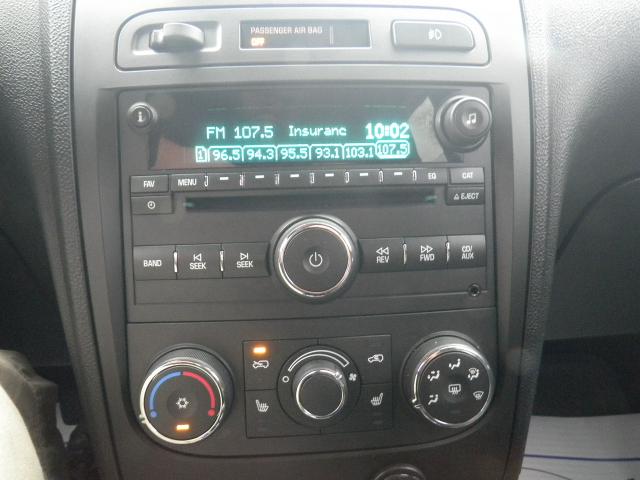 PASSENGER AIR BAG
OFF
i
FM 107.5 Insuranc 10:02
1 96.5 94.3 95.5 93.1 103.1 107.5
FAV MENU EQ CAT
EJECT
BAND SEEK SEEK REV FWD CD/AUX